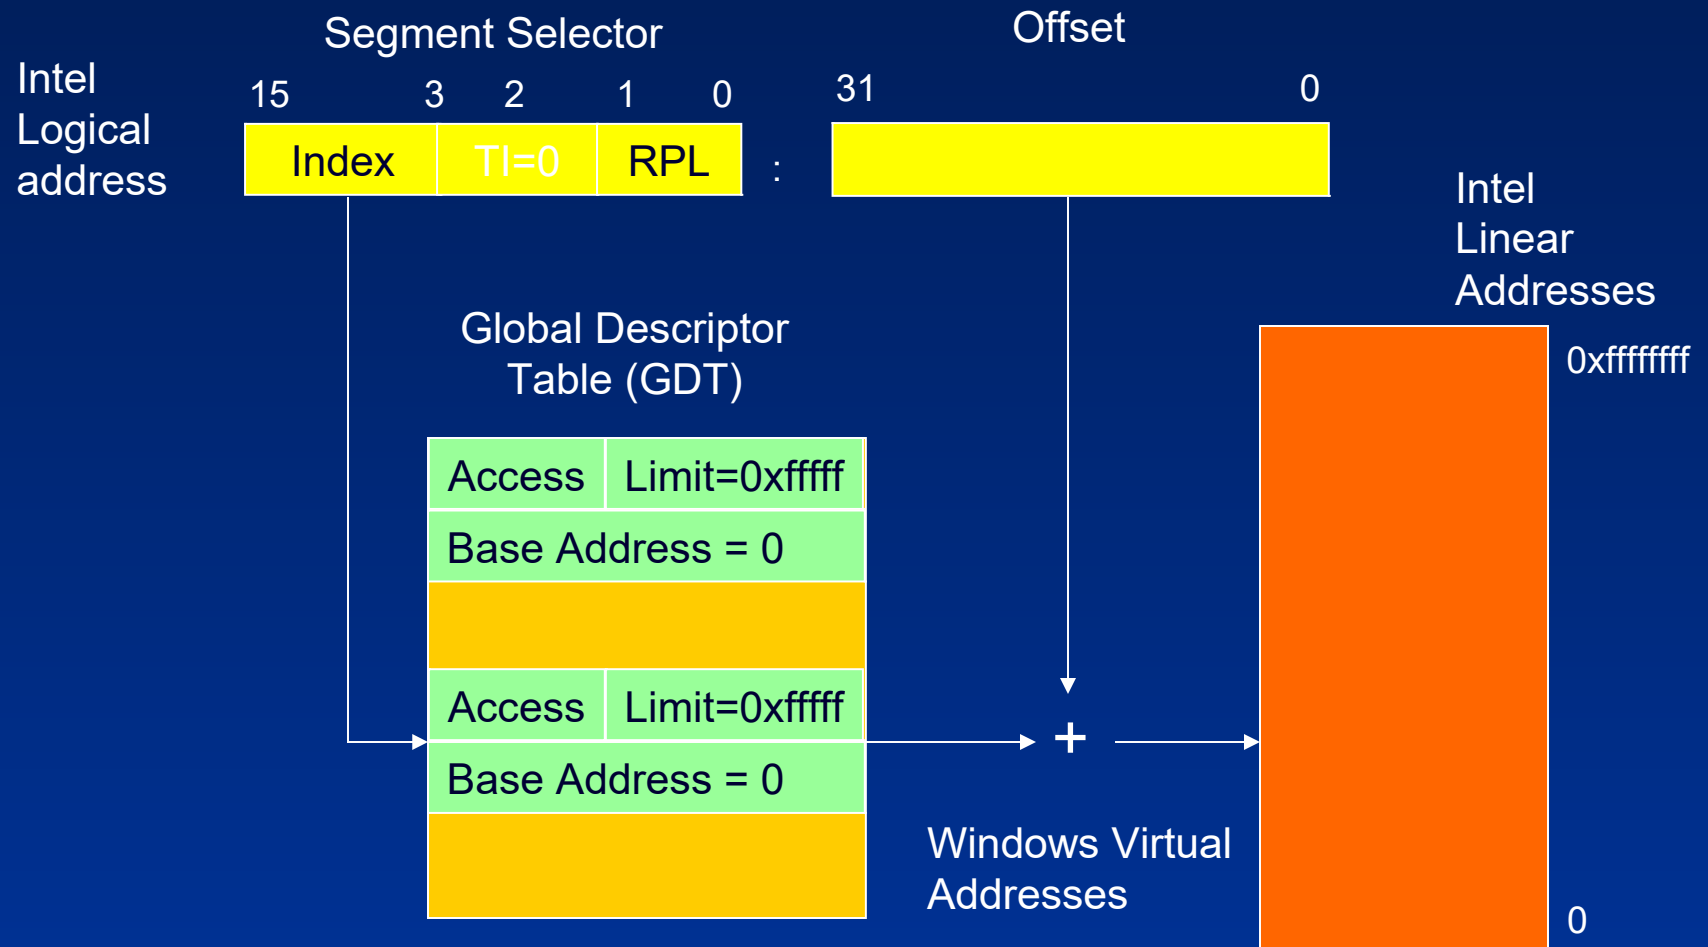 Segment Selector
Offset
Intel
Logical
address
15 3 2 1 0
31 0
Index TI=0 RPL :
Intel
Linear
Addresses
Global Descriptor
Table (GDT)
0xffffffff
Access Limit=0xfffff
Base Address = 0
Access Limit=0xfffff
+
Base Address = 0
Windows Virtual
Addresses
0